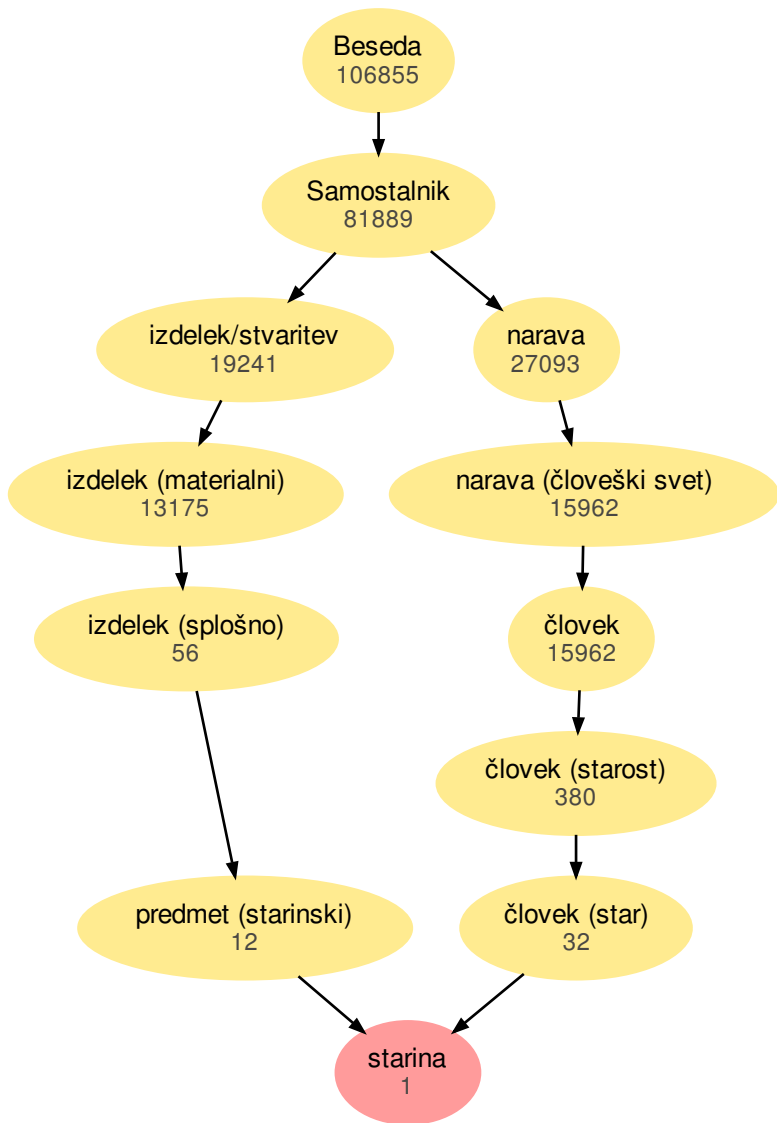 Beseda
106855
Samostalnik
81889
izdelek/stvaritev
19241
narava
27093
izdelek (materialni)
13175
narava (človeški svet)
15962
izdelek (splošno)
56
človek
15962
človek (starost)
380
predmet (starinski)
12
človek (star)
32
starina
1